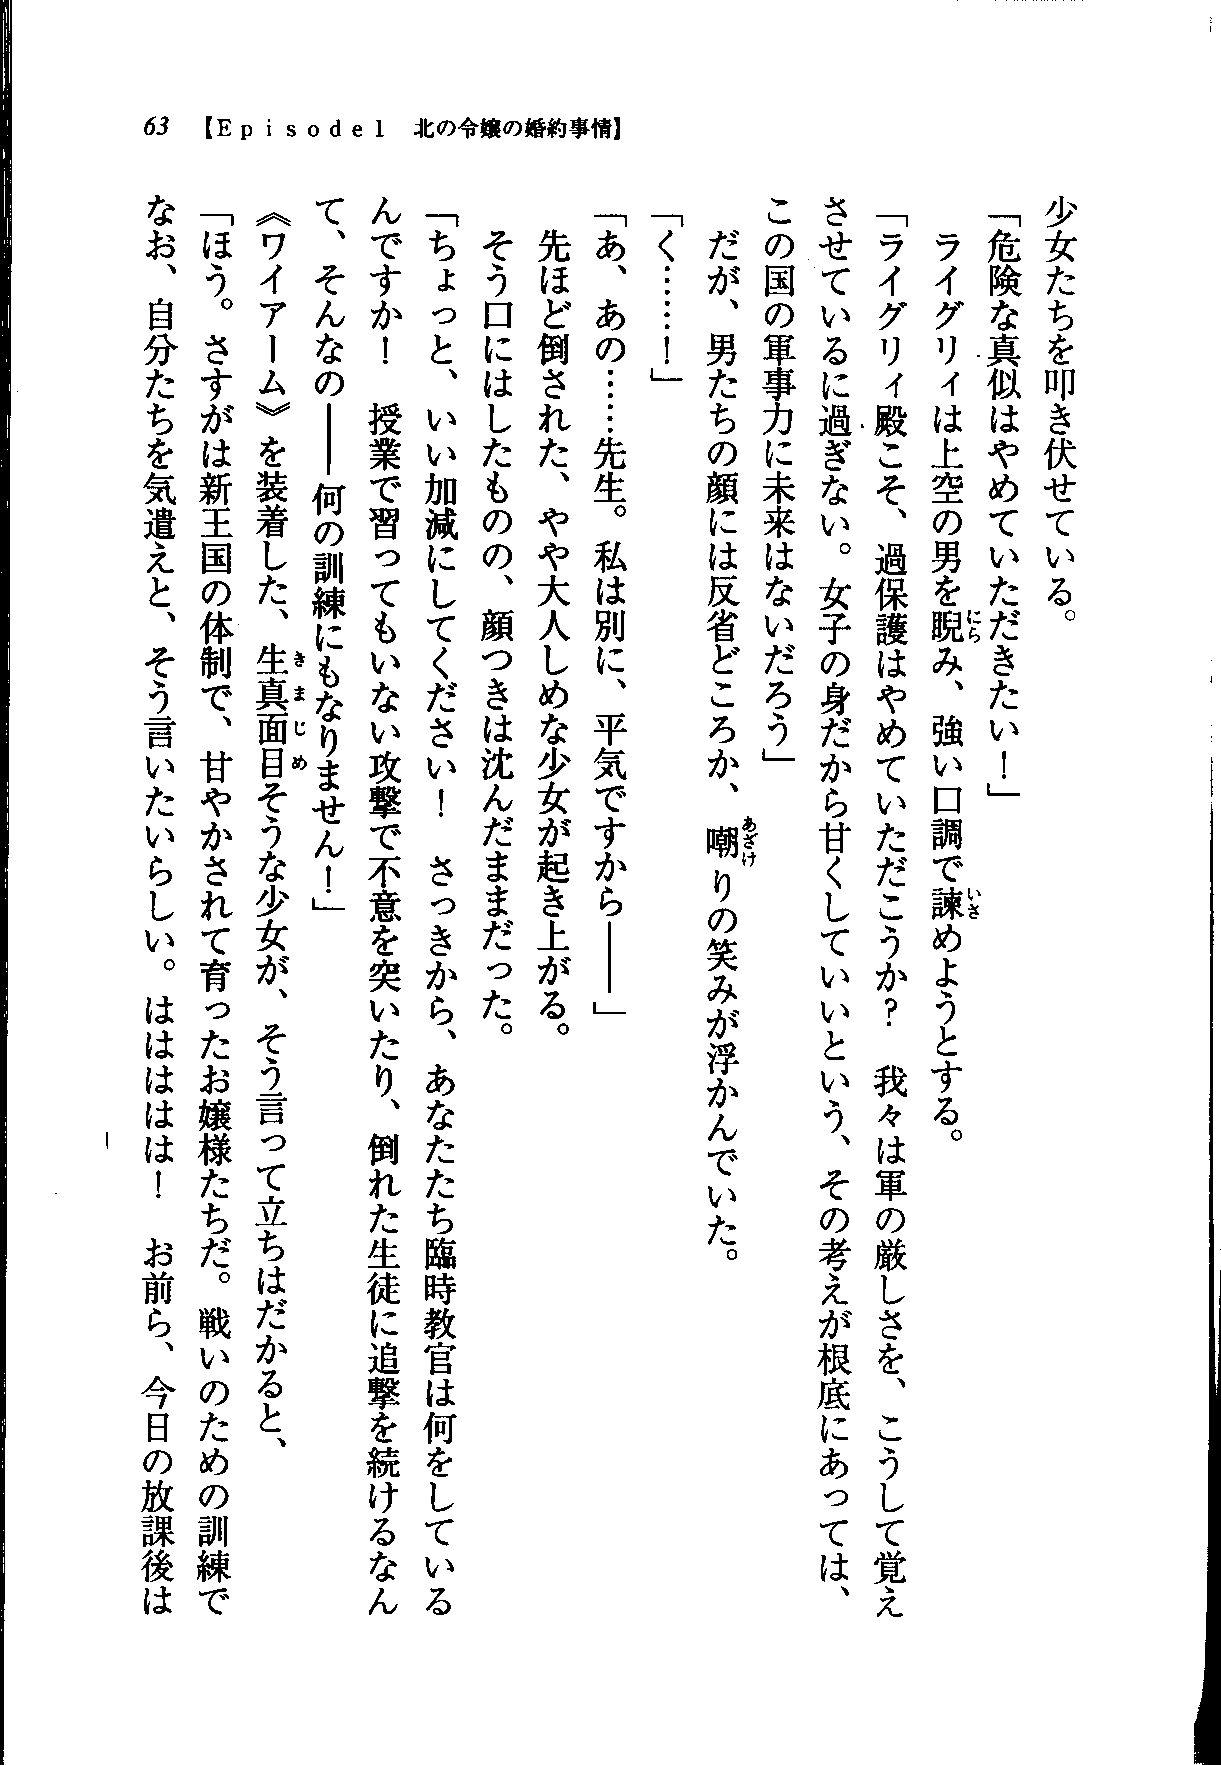 63 【Episode1 北の令嬢の婚約事情】
少女たちを叩き伏せている。
「危険な真似はやめていただきたい！」
　ライグリィは上空の男を睨み、強い口調で諫めようとする。
「ライグリィ殿こそ、過保護はやめていただこうか？　我々は軍の厳しさを、こうして覚え
させているに過ぎない。女子の身だから甘くしていいという、その考えが根底にあっては、
この国の軍事力に未来はないだろう」
　だが、男たちの顔には反省どころか、嘲りの笑みが浮かんでいた。
「く……！」
「あ、あの……先生。私は別に、平気ですから――」
　先ほど倒された、やや大人しめな少女が起き上がる。
　そう口にはしたものの、顔つきは沈んだままだった。
「ちょっと、いい加減にしてください！　さっきから、あなたたち臨時教官は何をしている
んですか！　授業で習ってもいない攻撃で不意を突いたり、倒れた生徒に追撃を続けるなん
て、そんなの――何の訓練にもなりません！」
《ワイアーム》を装着した、生真面目そうな少女が、そう言って立ちはだかると、
「ほう。さすがは新王国の体制で、甘やかされて育ったお嬢様たちだ。戦いのための訓練で
なお、自分たちを気遣えと、そう言いたいらしい。はははは！　お前ら、今日の放課後は